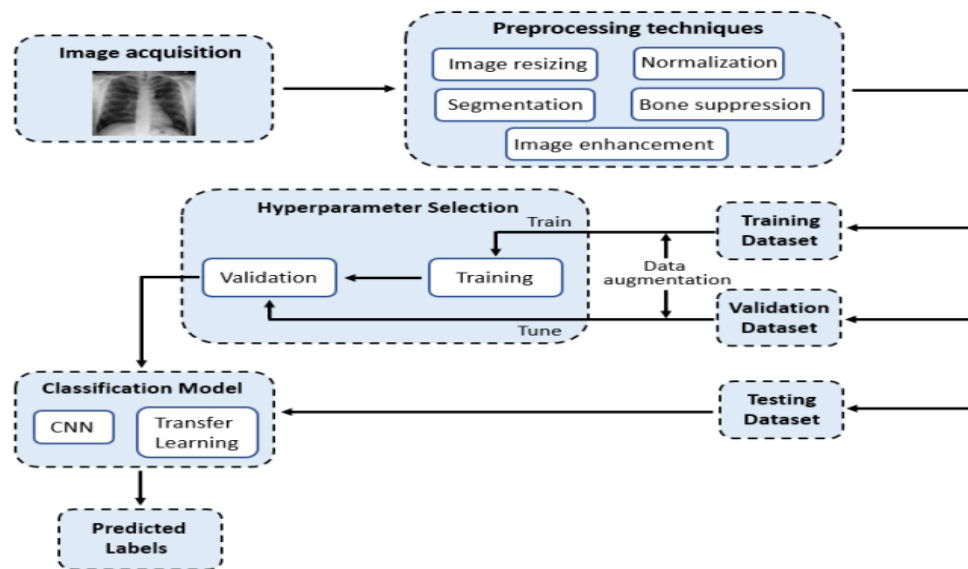 Image acquisition
Preprocessing techniques
Image resizing
Normalization
Segmentation
Bone suppression
Image enhancement
Hyperparameter Selection
Train
Training
Dataset
Validation
Training
Data
augmentation
Validation
Dataset
Tune
Classification Model
CNN
Transfer
Learning
Testing
Dataset
Predicted
Labels